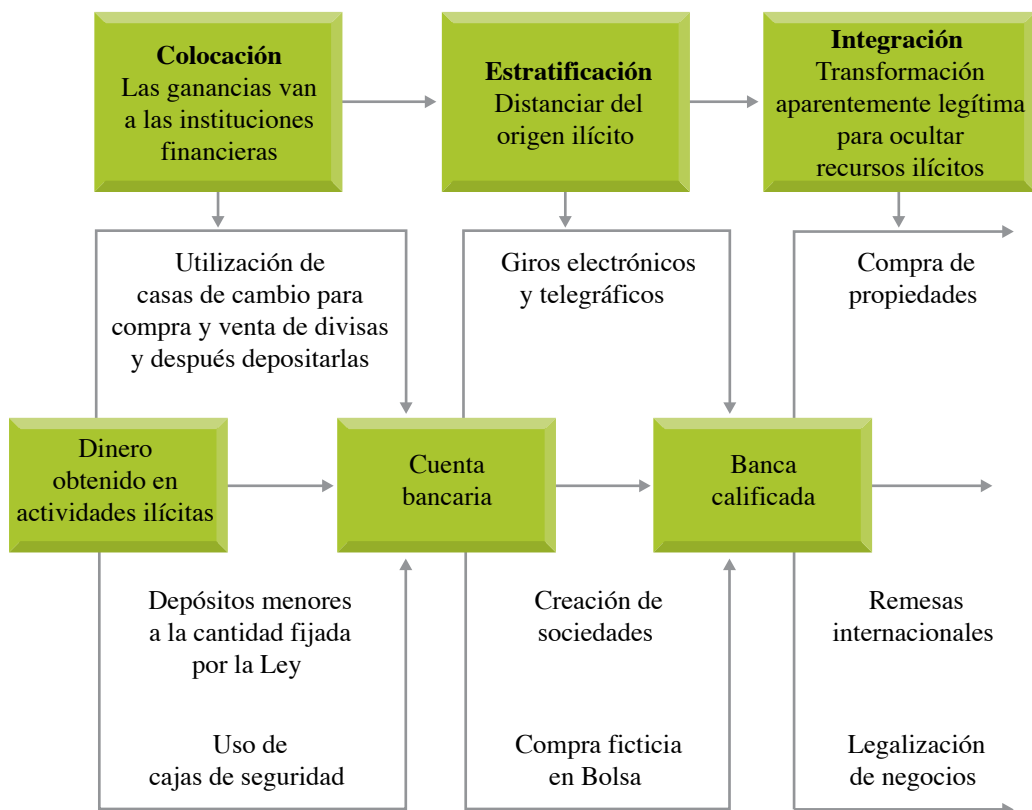 Colocación
Las ganancias van
a las instituciones
financieras
Estratificación
Distanciar del
origen ilícito
Integración
Transformación
aparentemente legítima
para ocultar
recursos ilícitos
Utilización de
casas de cambio para
compra y venta de divisas
y después depositarlas
Giros electrónicos
y telegráficos
Compra de
propiedades
Dinero
obtenido en
actividades ilícitas
Cuenta
bancaria
Banca
calificada
Depósitos menores
a la cantidad fijada
por la Ley
Creación de
sociedades
Remesas
internacionales
Uso de
cajas de seguridad
Compra ficticia
en Bolsa
Legalización
de negocios